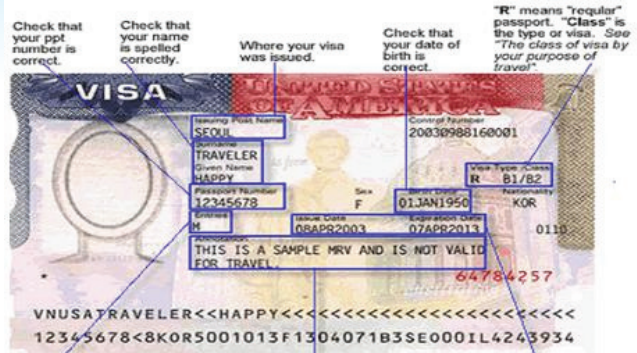 Check that
your ppt
number is
correct.
Check that
your name
is spelled
correctly.
Where your visa
was issued.
Check that
your date of
birth is
correct.
"R" means "regular"
passport. "Class" is
the type or visa. See
"The class of visa by
your purpose of
travel".
VISA
UNITED STATES
OF AMERICA
Issuing Post Name
SEOUL
Control Number
20030988160001
Surname
TRAVELER
Given Name
HAPPY
Visa Type /Class
R B1/B2
Passport Number
12345678
Sex
F
Birth Date
01JAN1950
Nationality
KOR
Entries
M
Issue Date
08APR2003
Expiration Date
07APR2013
0110
Annotation
THIS IS A SAMPLE MRV AND IS NOT VALID
FOR TRAVEL.
64784257
VNUSATRAVELER<<HAPPY<<<<<<<<<<<<<<<<<<<<<<<<
12345678<8KOR5001013F1304071B3SE000IL4243934